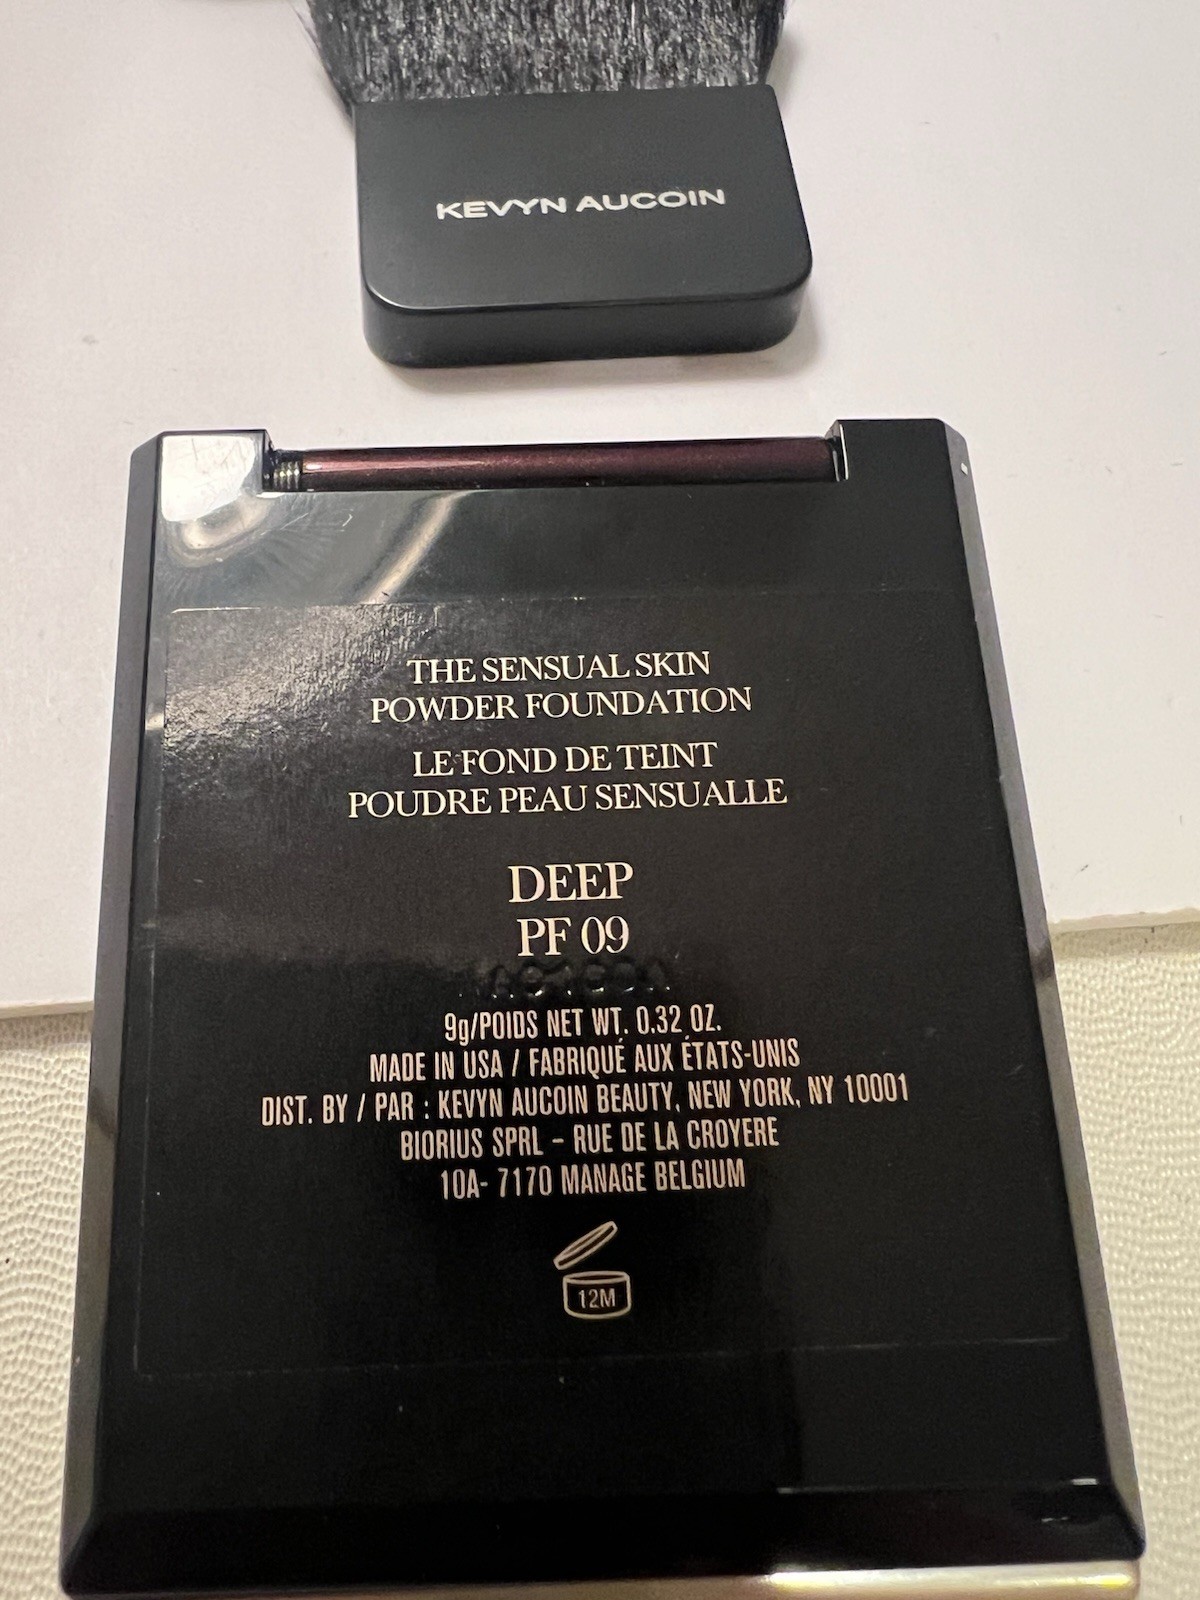 KEVYN AUCOIN
THE SENSUAL SKIN
POWDER FOUNDATION
LE FOND DE TEINT
POUDRE PEAU SENSUALLE
DEEP
PF 09
9g/POIDS NET WT. 0.32 OZ.
MADE IN USA / FABRIQUÉ AUX ÉTATS-UNIS
DIST. BY / PAR : KEVYN AUCOIN BEAUTY, NEW YORK, NY 10001
BIORIUS SPRL – RUE DE LA CROYERE
10A- 7170 MANAGE BELGIUM
12M